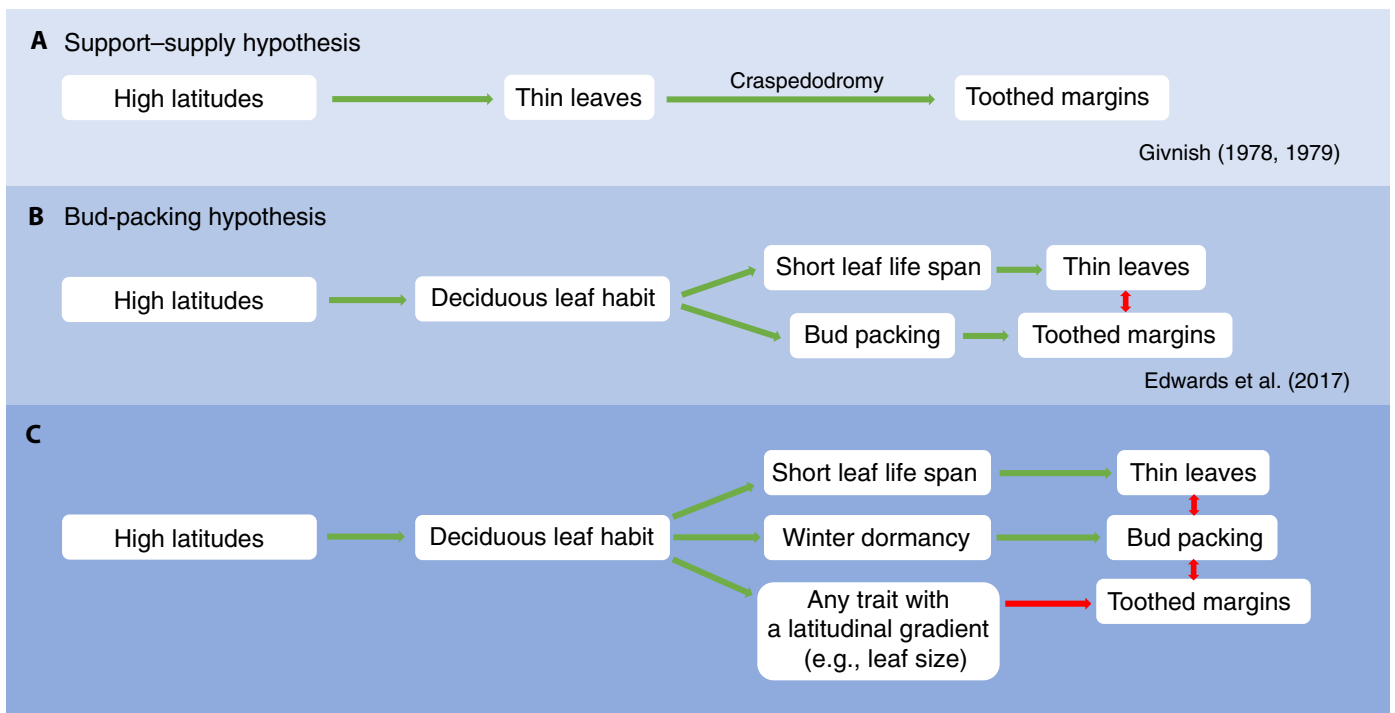 A Support–supply hypothesis
High latitudes
Thin leaves
Craspedodromy
Toothed margins
Givnish (1978, 1979)
B Bud-packing hypothesis
High latitudes
Deciduous leaf habit
Short leaf life span
Thin leaves
Bud packing
Toothed margins
Edwards et al. (2017)
C
High latitudes
Deciduous leaf habit
Short leaf life span
Thin leaves
Winter dormancy
Bud packing
Any trait with
a latitudinal gradient
(e.g., leaf size)
Toothed margins